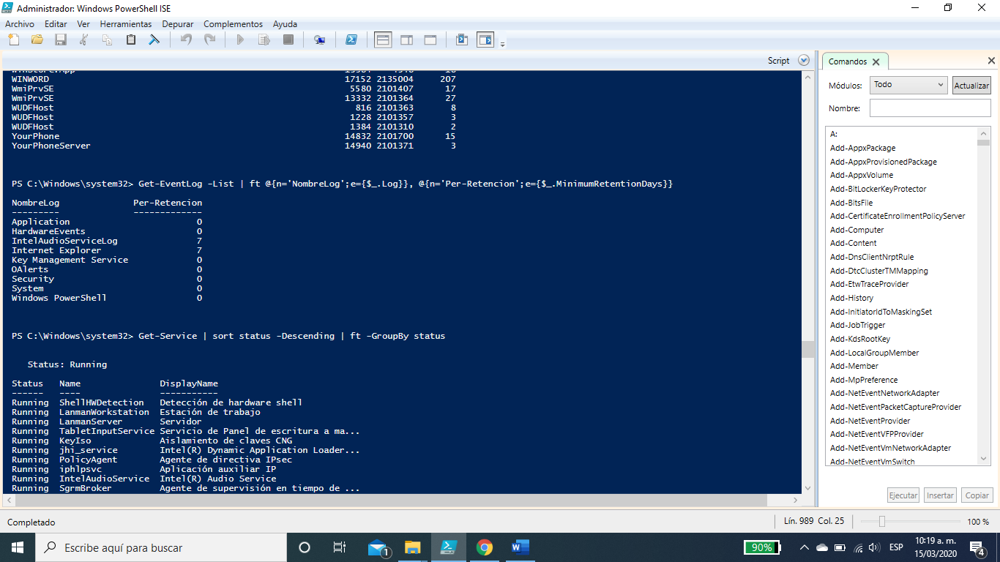 Administrador: Windows PowerShell ISE
Archivo Editar Ver Herramientas Depurar Complementos Ayuda
Script
WINWORD 17152 2135004 207
WmiPrvSE 5580 2101407 17
WmiPrvSE 13332 2101364 27
WUDFHost 816 2101363 8
WUDFHost 1228 2101357 3
WUDFHost 1384 2101310 2
YourPhone 14832 2101700 15
YourPhoneServer 14940 2101371 3
PS C:\Windows\system32> Get-EventLog -List | ft @{n='NombreLog';e={$_.Log}}, @{n='Per-Retencion';e={$_.MinimumRetentionDays}}
NombreLog Per-Retencion
--------- -------------
Application 0
HardwareEvents 0
IntelAudioServiceLog 7
Internet Explorer 7
Key Management Service 0
OAlerts 0
Security 0
System 0
Windows PowerShell 0
PS C:\Windows\system32> Get-Service | sort status -Descending | ft -GroupBy status
Status: Running
Status Name DisplayName
------ ---- -----------
Running ShellHWDetection Detección de hardware shell
Running LanmanWorkstation Estación de trabajo
Running LanmanServer Servidor
Running TabletInputService Servicio de Panel de escritura a ma...
Running KeyIso Aislamiento de claves CNG
Running jhi_service Intel(R) Dynamic Application Loader...
Running PolicyAgent Agente de directiva IPsec
Running iphlpsvc Aplicación auxiliar IP
Running IntelAudioService Intel(R) Audio Service
Running SgrmBroker Agente de supervisión en tiempo de ...
Comandos
Módulos: Todo Actualizar
Nombre:
A:
Add-AppxPackage
Add-AppxProvisionedPackage
Add-AppxVolume
Add-BitLockerKeyProtector
Add-BitsFile
Add-CertificateEnrollmentPolicyServer
Add-Computer
Add-Content
Add-DnsClientNrptRule
Add-DtcClusterTMMapping
Add-EtwTraceProvider
Add-History
Add-InitiatorIdToMaskingSet
Add-JobTrigger
Add-KdsRootKey
Add-LocalGroupMember
Add-Member
Add-MpPreference
Add-NetEventNetworkAdapter
Add-NetEventPacketCaptureProvider
Add-NetEventProvider
Add-NetEventVFPProvider
Add-NetEventVmNetworkAdapter
Add-NetEventVmSwitch
Ejecutar Insertar Copiar
Completado
Lín. 989 Col. 25
100 %
Escribe aquí para buscar
1
90%
ESP
10:19 a. m.
15/03/2020
4